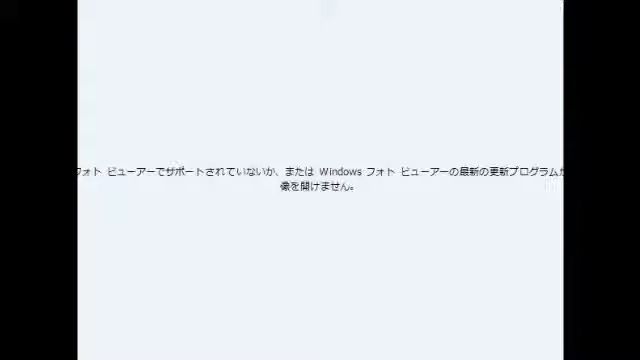 フォト ビューアーでサポートされていないか、または Windows フォト ビューアーの最新の更新プログラムが
像を開けません。